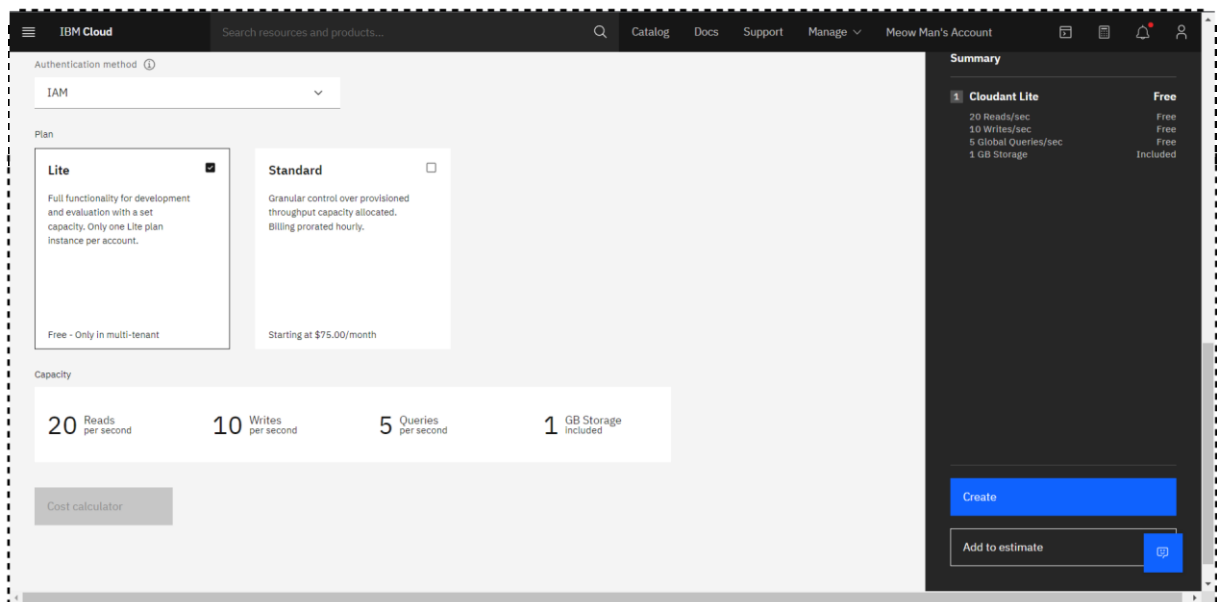 IBM Cloud
Search resources and products...
Catalog
Docs
Support
Manage
Meow Man's Account
Authentication method
IAM
Plan
Lite
Full functionality for development
and evaluation with a set
capacity. Only one Lite plan
instance per account.
Free - Only in multi-tenant
Standard
Granular control over provisioned
throughput capacity allocated.
Billing prorated hourly.
Starting at $75.00/month
Capacity
20 Reads per second
10 Writes per second
5 Queries per second
1 GB Storage included
Cost calculator
Summary
1 Cloudant Lite Free
20 Reads/sec Free
10 Writes/sec Free
5 Global Queries/sec Free
1 GB Storage Included
Create
Add to estimate